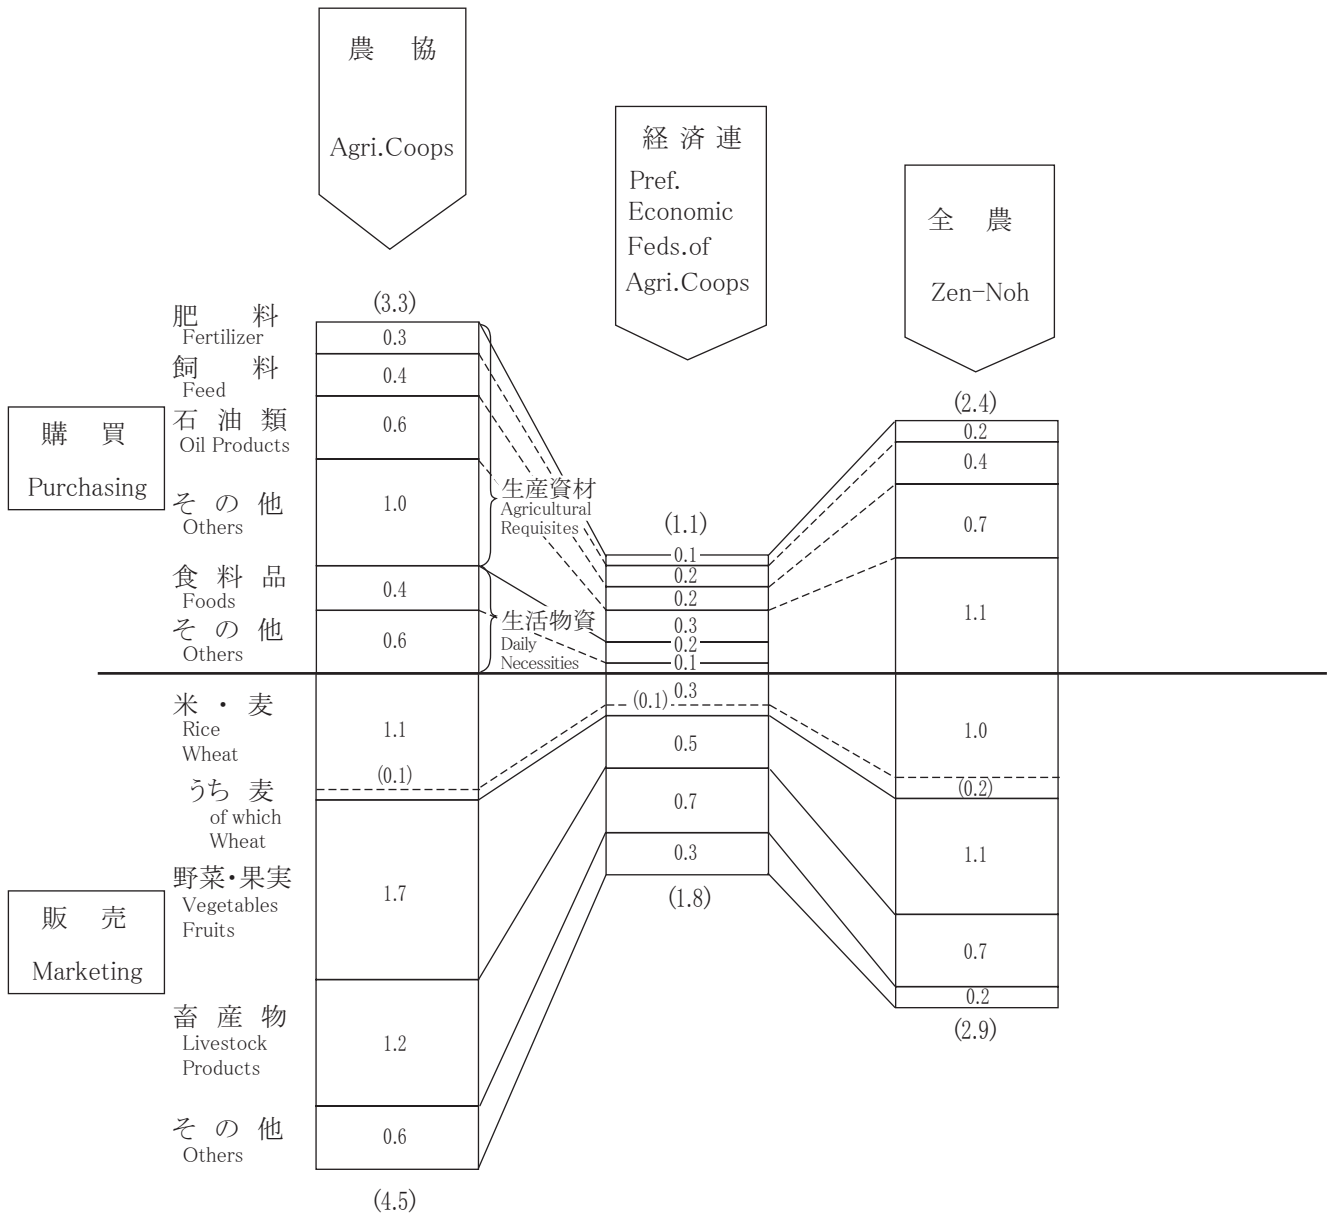 農 協
Agri.Coops
経 済 連
Pref.
Economic
Feds.of
Agri.Coops
全 農
Zen-Noh
購 買
Purchasing
販 売
Marketing
肥 料
Fertilizer
飼 料
Feed
石 油 類
Oil Products
そ の 他
Others
食 料 品
Foods
そ の 他
Others
米 ・ 麦
Rice
Wheat
うち 麦
of which
Wheat
野菜・果実
Vegetables
Fruits
畜 産 物
Livestock
Products
そ の 他
Others
(3.3)
0.3
0.4
0.6
1.0
0.4
0.6
1.1
(0.1)
1.7
1.2
0.6
(4.5)
生産資材
Agricultural
Requisites
生活物資
Daily
Necessities
(1.1)
0.1
0.2
0.2
0.3
0.2
0.1
0.3
(0.1)
0.5
0.7
0.3
(1.8)
(2.4)
0.2
0.4
0.7
1.1
1.0
(0.2)
1.1
0.7
0.2
(2.9)